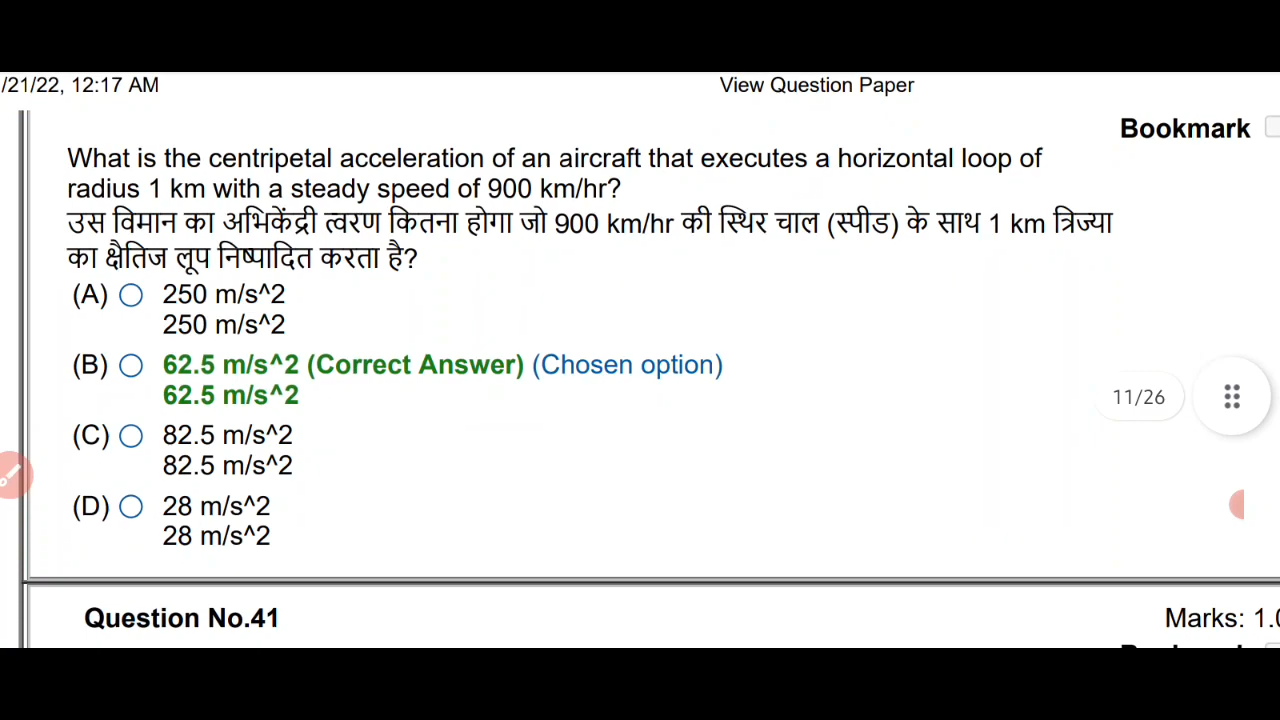 /21/22, 12:17 AM View Question Paper
Bookmark
What is the centripetal acceleration of an aircraft that executes a horizontal loop of
radius 1 km with a steady speed of 900 km/hr?
उस विमान का अभिकेंद्री त्वरण कितना होगा जो 900 km/hr की स्थिर चाल (स्पीड) के साथ 1 km त्रिज्या
का क्षैतिज लूप निष्पादित करता है?
(A) 250 m/s^2
250 m/s^2
(B) 62.5 m/s^2 (Correct Answer) (Chosen option)
62.5 m/s^2
11/26
(C) 82.5 m/s^2
82.5 m/s^2
(D) 28 m/s^2
28 m/s^2
Question No.41 Marks: 1.0